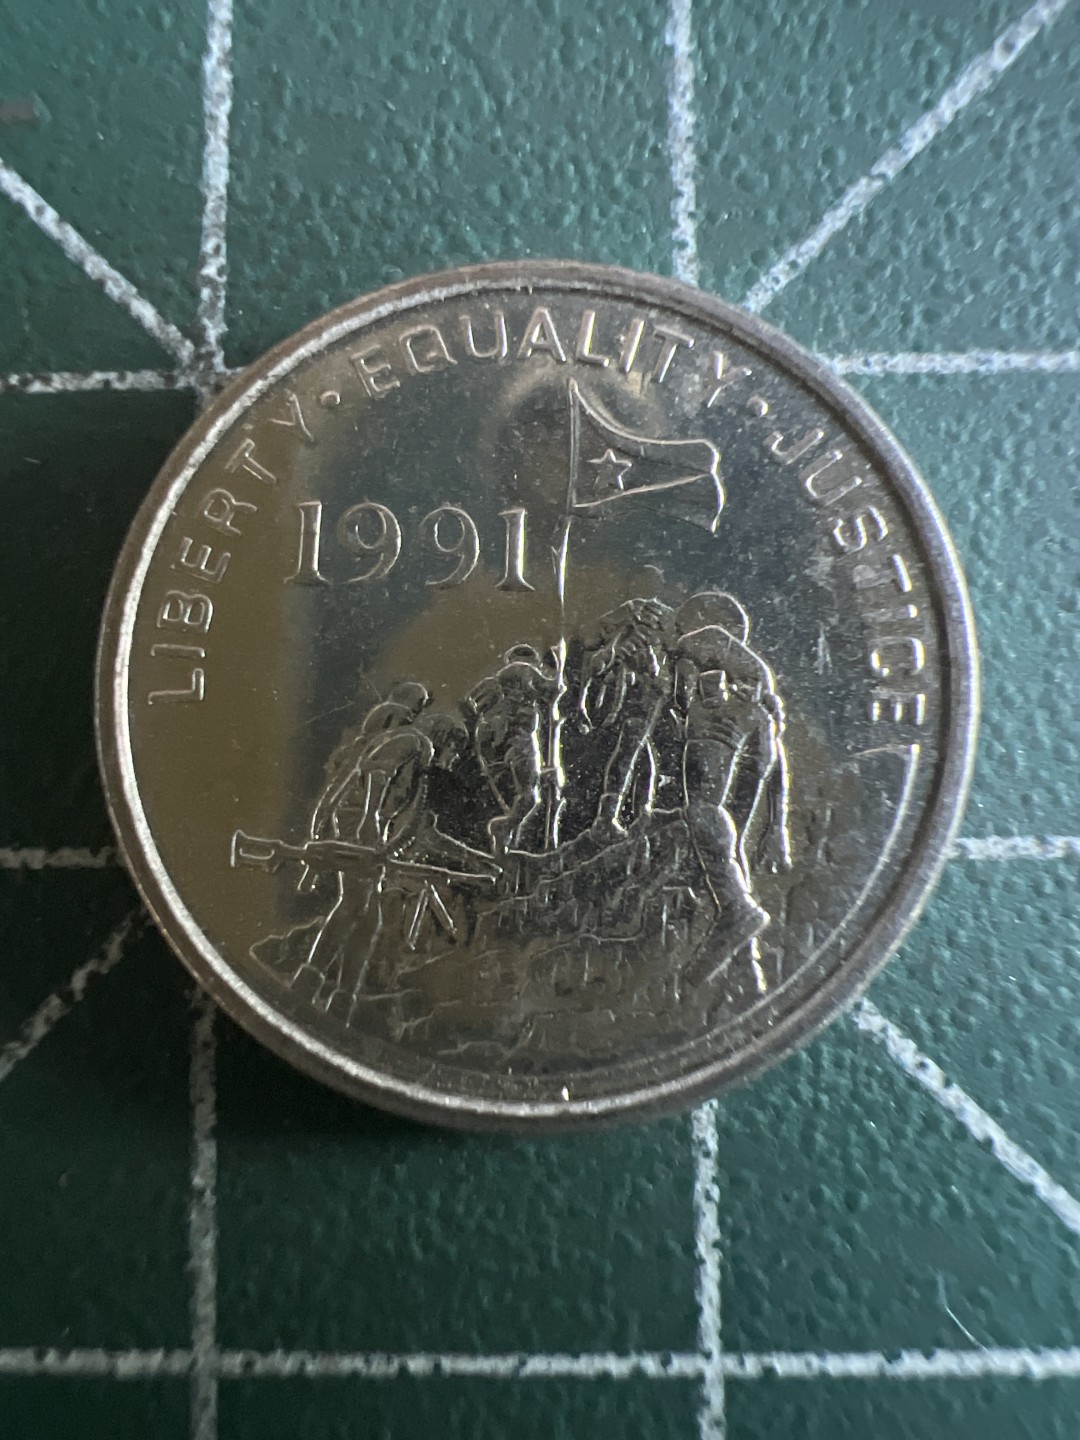 LIBERTY · EQUALITY · JUSTICE
1991